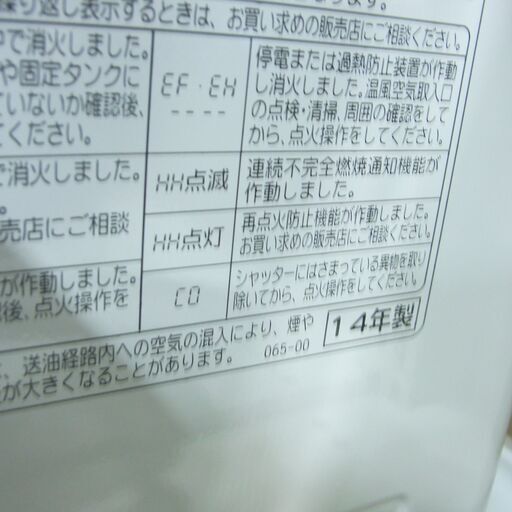 繰り返し表示するときは、お買い求めの販売店にご相談ください。
で消火しました。
や固定タンクに
ていないか確認後、
てください。
EF・EH
----
停電または過熱防止装置が作動
し消火しました。温風空気取入口
の点検・清掃、周囲の確認をして
から、点火操作をしてください。
で消火しました。
売店にご相談
HH点滅
連続不完全燃焼通知機能が
作動しました。
HH点灯
再点火防止機能が作動しました。
お買い求めの販売店にご相談ください。
が作動しました。
後、点火操作を
CO
シャッターにはさまっている異物を取り
除いてから、点火操作をしてください。
、送油経路内への空気の混入により、煙や
が大きくなることがあります。
065-00
14年製